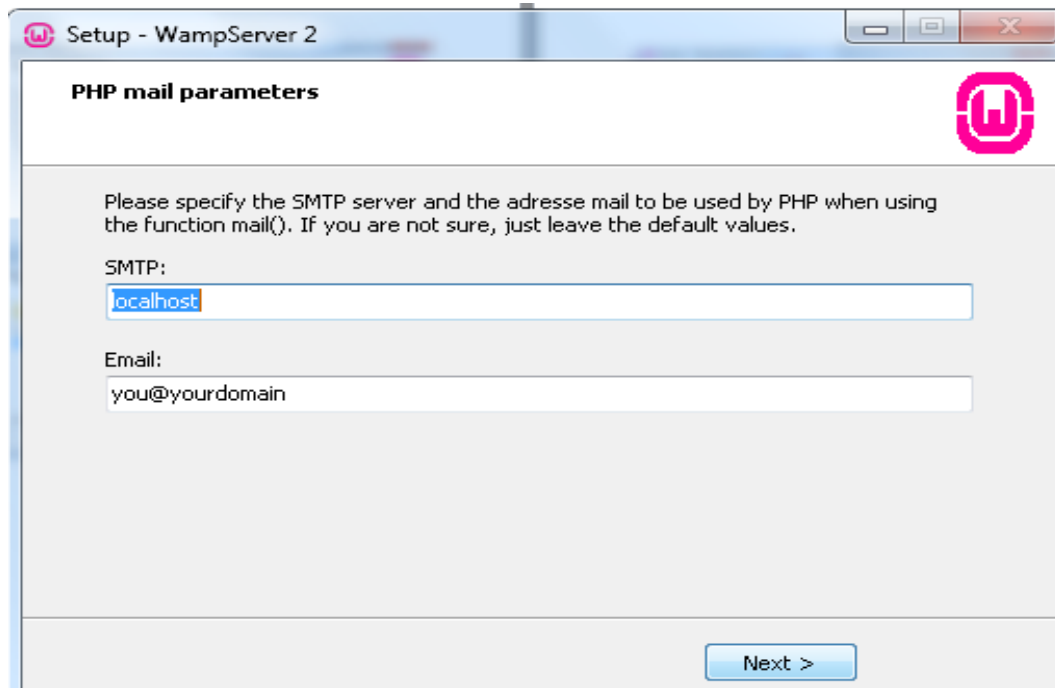 Setup - WampServer 2
PHP mail parameters
Please specify the SMTP server and the adresse mail to be used by PHP when using
the function mail(). If you are not sure, just leave the default values.
SMTP:
localhost
Email:
you@yourdomain
Next >